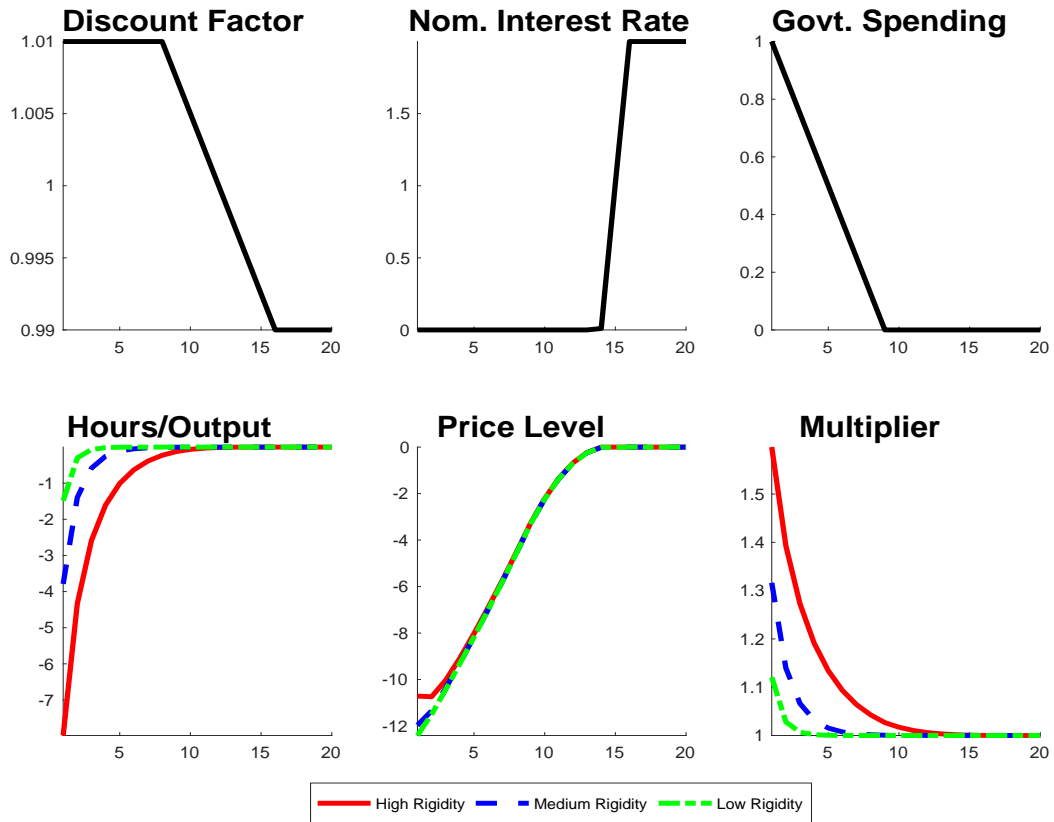 Discount Factor
1.01
1.005
1
0.995
0.99
5 10 15 20
Nom. Interest Rate
1.5
1
0.5
0
5 10 15 20
Govt. Spending
1
0.8
0.6
0.4
0.2
0
5 10 15 20
Hours/Output
-1
-2
-3
-4
-5
-6
-7
5 10 15 20
Price Level
0
-2
-4
-6
-8
-10
-12
5 10 15 20
Multiplier
1.5
1.4
1.3
1.2
1.1
1
5 10 15 20
High Rigidity Medium Rigidity Low Rigidity